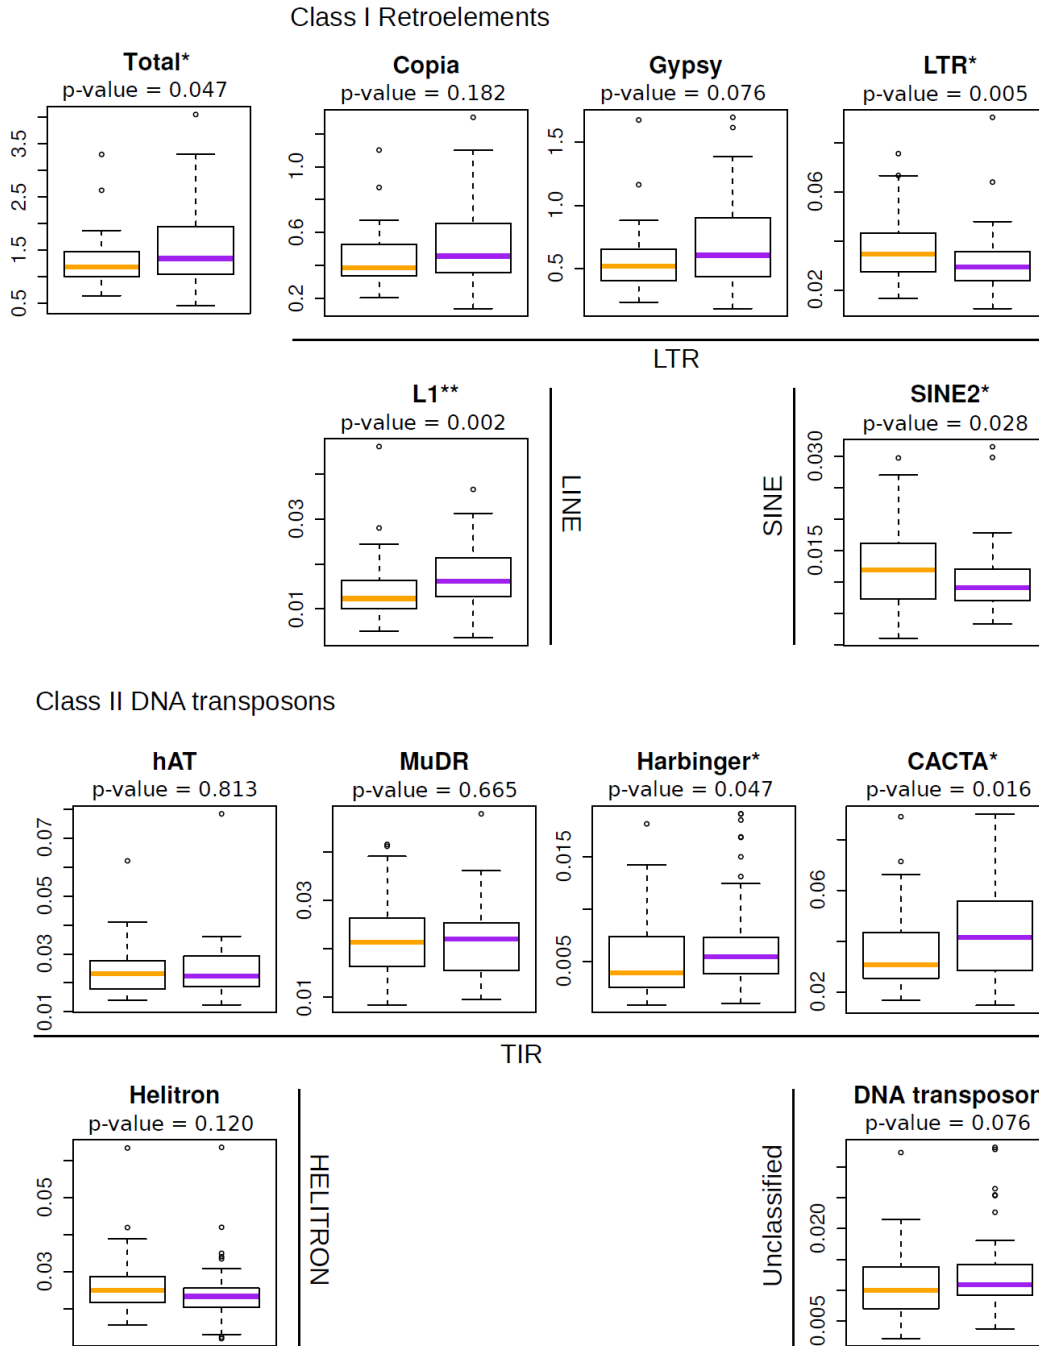 Class I Retroelements
Total*
p-value = 0.047
0.5
1.5
2.5
3.5
Copia
p-value = 0.182
0.2
0.6
1.0
Gypsy
p-value = 0.076
0.5
1.0
1.5
LTR*
p-value = 0.005
0.02
0.06
LTR
L1**
p-value = 0.002
0.01
0.03
LINE
SINE
SINE2*
p-value = 0.028
0.015
0.030
Class II DNA transposons
hAT
p-value = 0.813
0.01
0.03
0.05
0.07
MuDR
p-value = 0.665
0.01
0.03
Harbinger*
p-value = 0.047
0.005
0.015
CACTA*
p-value = 0.016
0.02
0.06
TIR
Helitron
p-value = 0.120
0.03
0.05
HELITRON
Unclassified
DNA transposon
p-value = 0.076
0.005
0.020